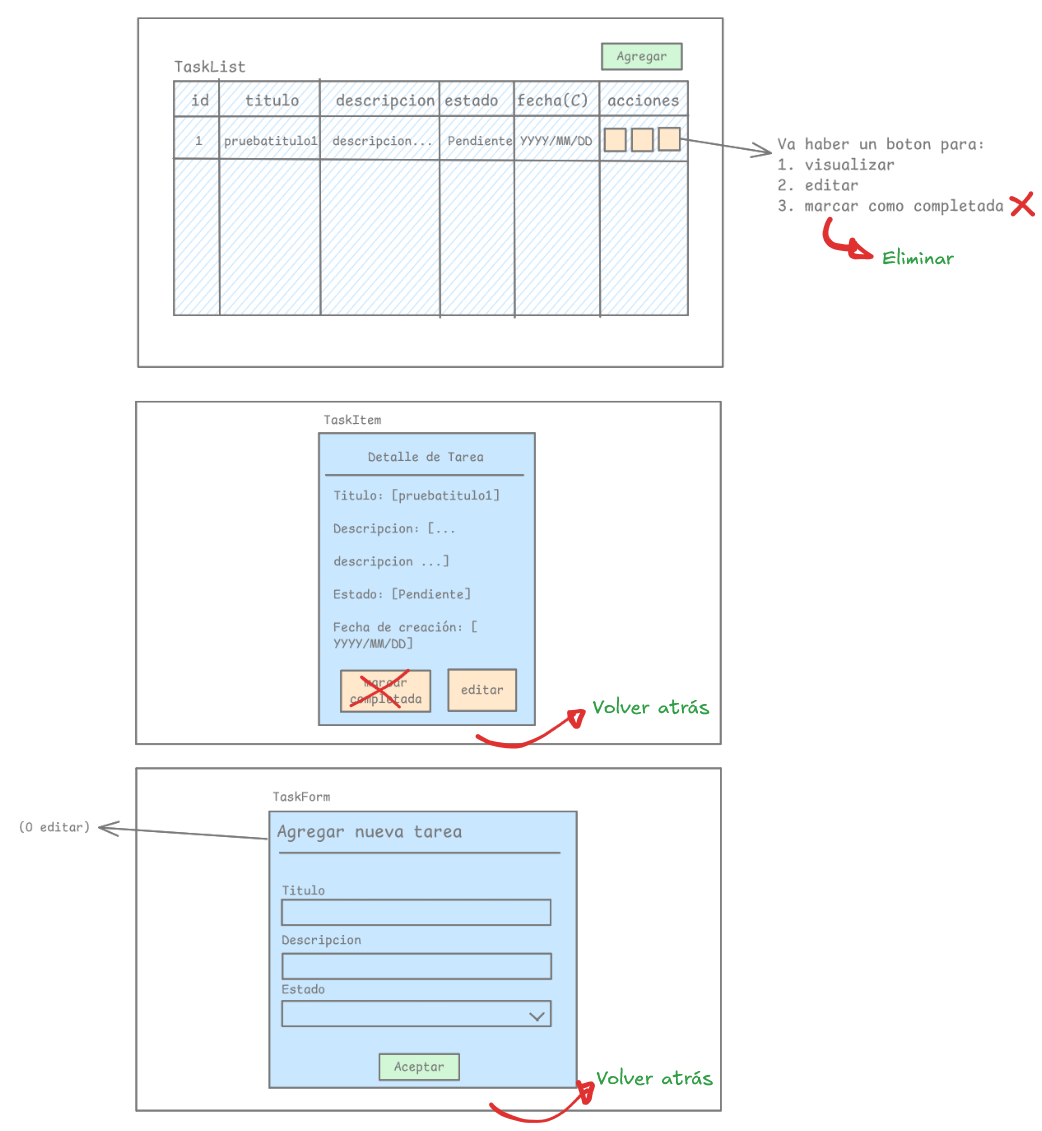 Agregar
TaskList
id titulo descripcion estado fecha(C) acciones
1 pruebatitulo1 descripcion... Pendiente YYYY/MM/DD
Va haber un boton para:
1. visualizar
2. editar
3. marcar como completada
Eliminar
TaskItem
Detalle de Tarea
Titulo: [pruebatitulo1]
Descripcion: [...
descripcion ...]
Estado: [Pendiente]
Fecha de creación: [
YYYY/MM/DD]
marcar
completada
editar
Volver atrás
TaskForm
(O editar)
Agregar nueva tarea
Titulo
Descripcion
Estado
Aceptar
Volver atrás